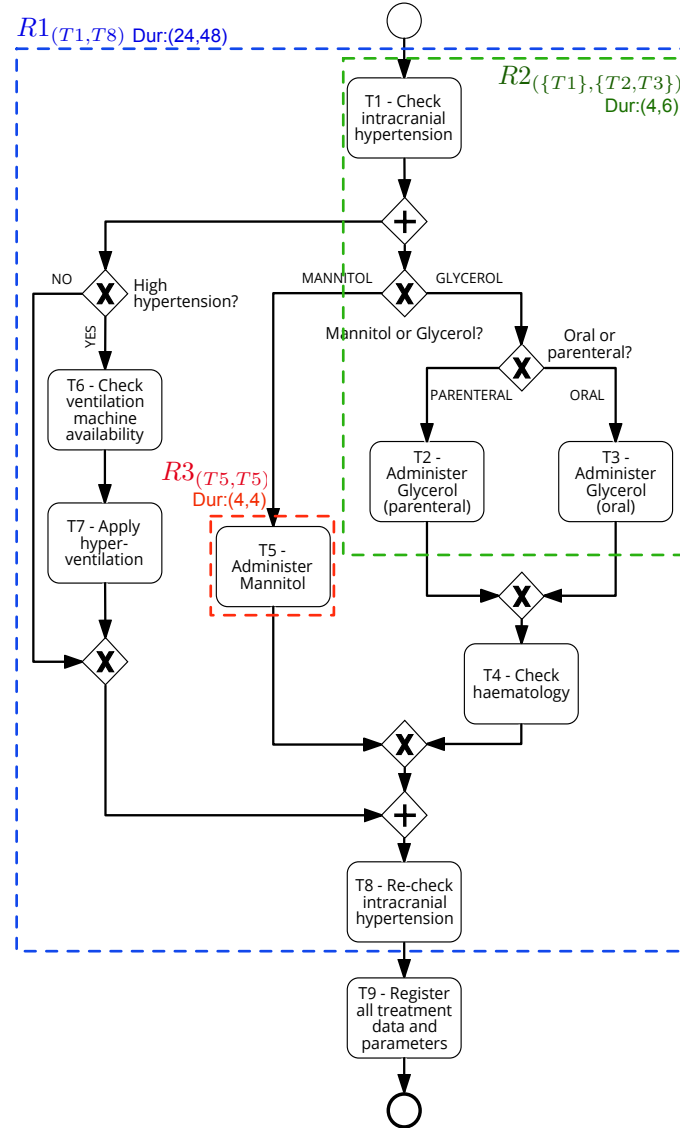 R1(T1,T8) Dur:(24,48)
R2({T1},{T2,T3})
Dur:(4,6)
T1 - Check
intracranial
hypertension
NO
High
hypertension?
YES
MANNITOL
GLYCEROL
Mannitol or Glycerol?
Oral or
parenteral?
PARENTERAL
ORAL
T6 - Check
ventilation
machine
availability
T2 -
Administer
Glycerol
(parenteral)
T3 -
Administer
Glycerol
(oral)
R3(T5,T5)
Dur:(4,4)
T7 - Apply
hyper-
ventilation
T5 -
Administer
Mannitol
T4 - Check
haematology
T8 - Re-check
intracranial
hypertension
T9 - Register
all treatment
data and
parameters